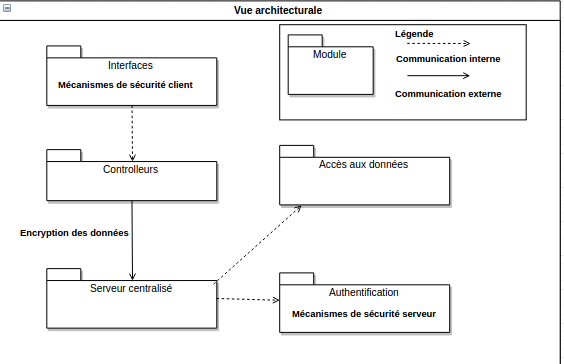 Vue architecturale
Légende
Module
Communication interne
Communication externe
Interfaces
Mécanismes de sécurité client
Controlleurs
Accès aux données
Encryption des données
Serveur centralisé
Authentification
Mécanismes de sécurité serveur